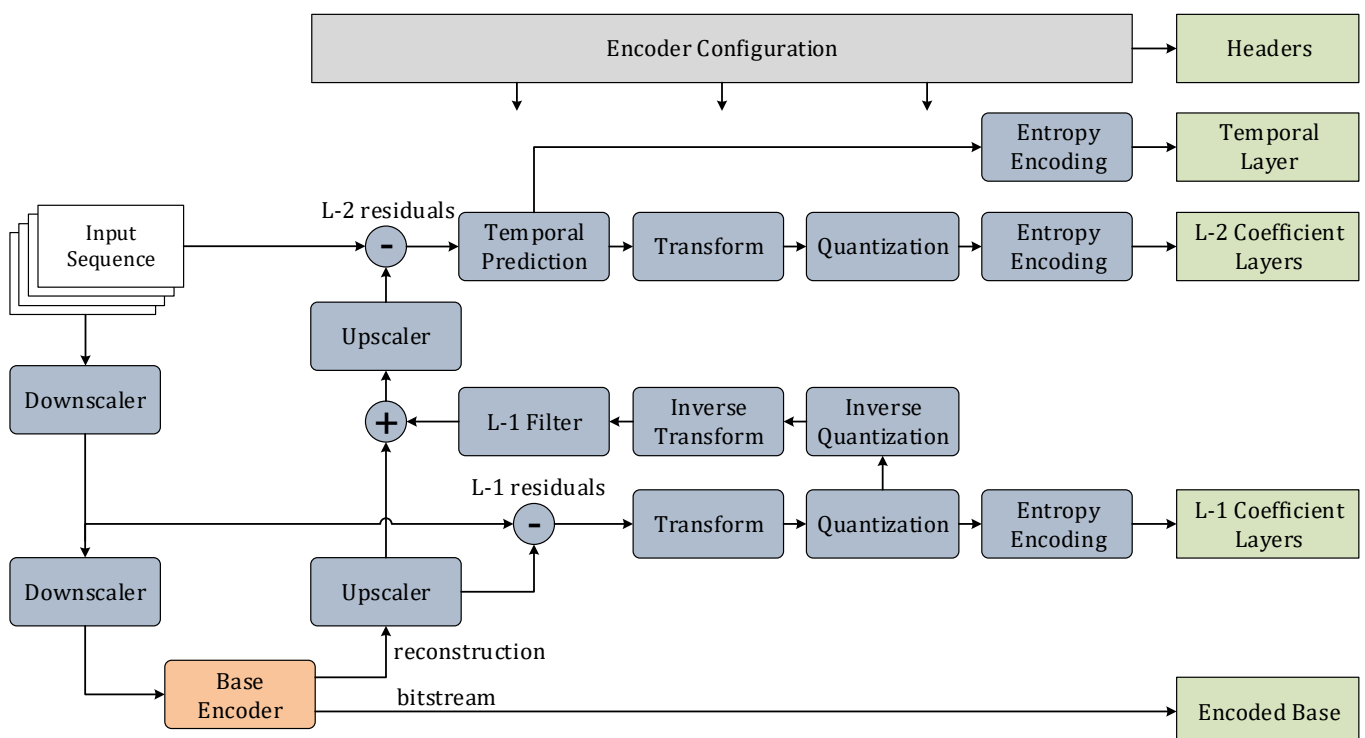 Encoder Configuration
Headers
Entropy
Encoding
Temporal
Layer
L-2 residuals
Input
Sequence
-
Temporal
Prediction
Transform
Quantization
Entropy
Encoding
L-2 Coefficient
Layers
Upscaler
Downscaler
+
L-1 Filter
Inverse
Transform
Inverse
Quantization
L-1 residuals
-
Transform
Quantization
Entropy
Encoding
L-1 Coefficient
Layers
Downscaler
Upscaler
reconstruction
Base
Encoder
bitstream
Encoded Base